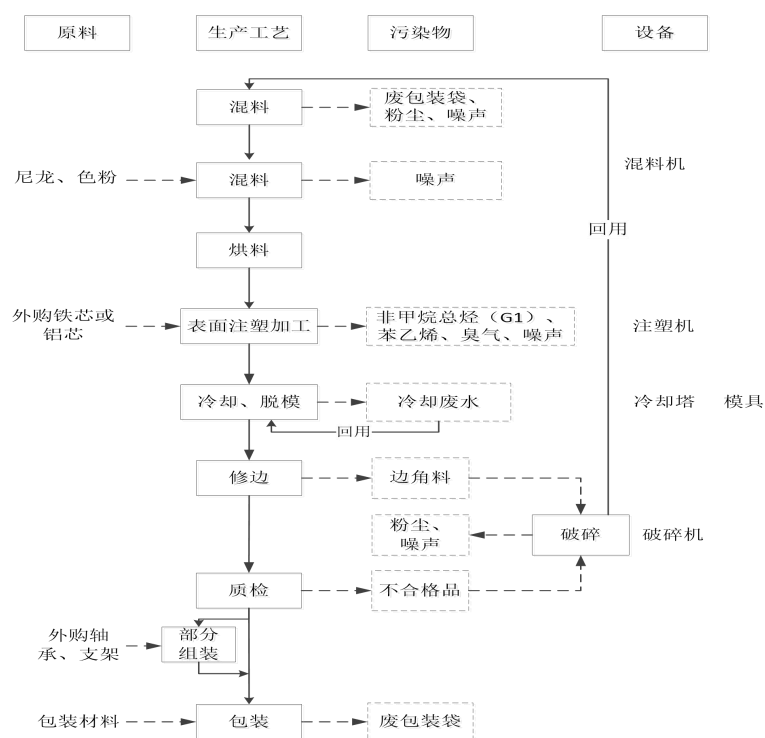 原料
生产工艺
污染物
设备
混料
废包装袋、
粉尘、噪声
混料机
尼龙、色粉
混料
噪声
回用
烘料
外购铁芯或
铝芯
表面注塑加工
非甲烷总烃（G1）、
苯乙烯、臭气、噪声
注塑机
冷却、脱模
冷却废水
冷却塔 模具
回用
修边
边角料
粉尘、
噪声
破碎
破碎机
质检
不合格品
外购轴
承、支架
部分
组装
包装材料
包装
废包装袋